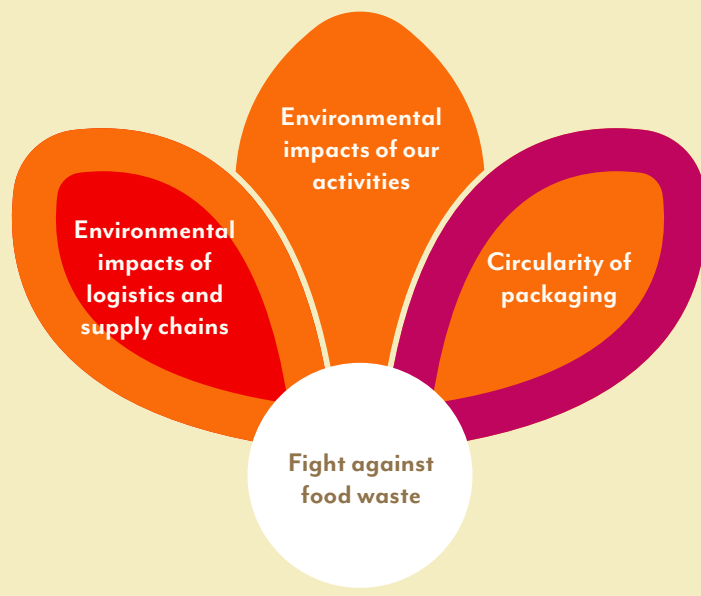 Environmental
impacts of our
activities
Environmental
impacts of
logistics and
supply chains
Circularity of
packaging
Fight against
food waste